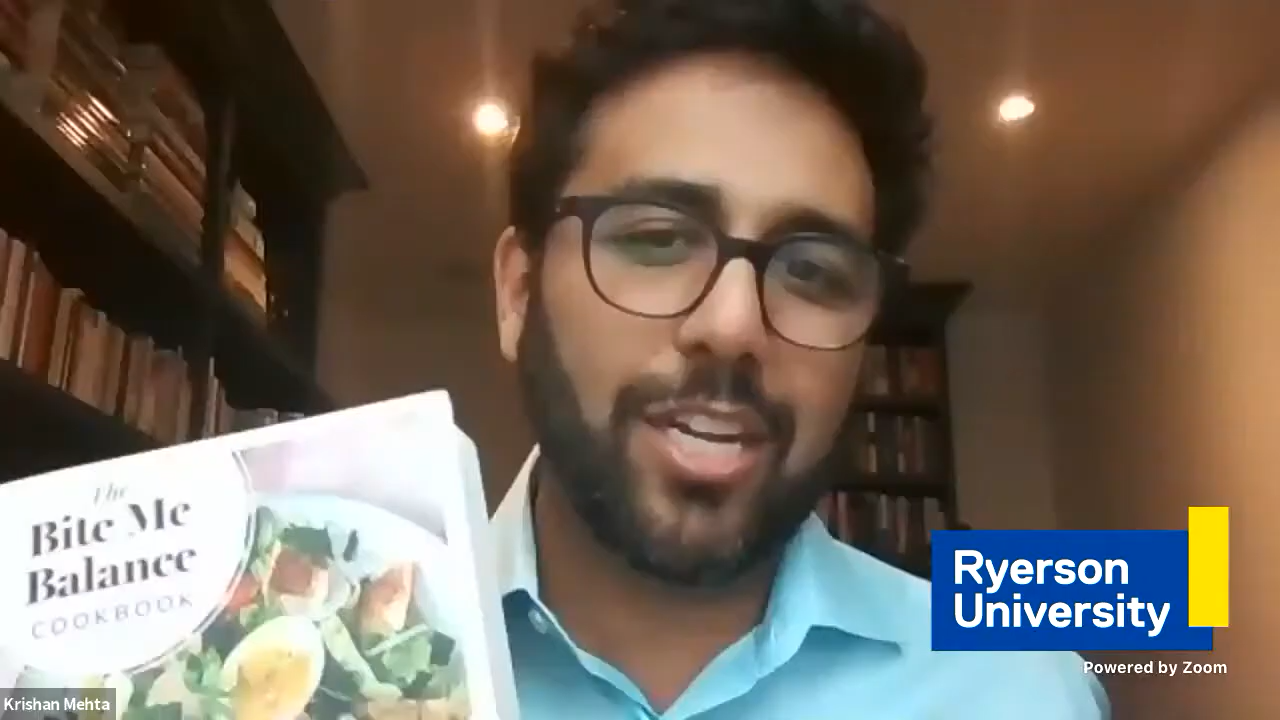 The
Bite Me
Balance
COOKBOOK
Ryerson
University
Powered by Zoom
Krishan Mehta